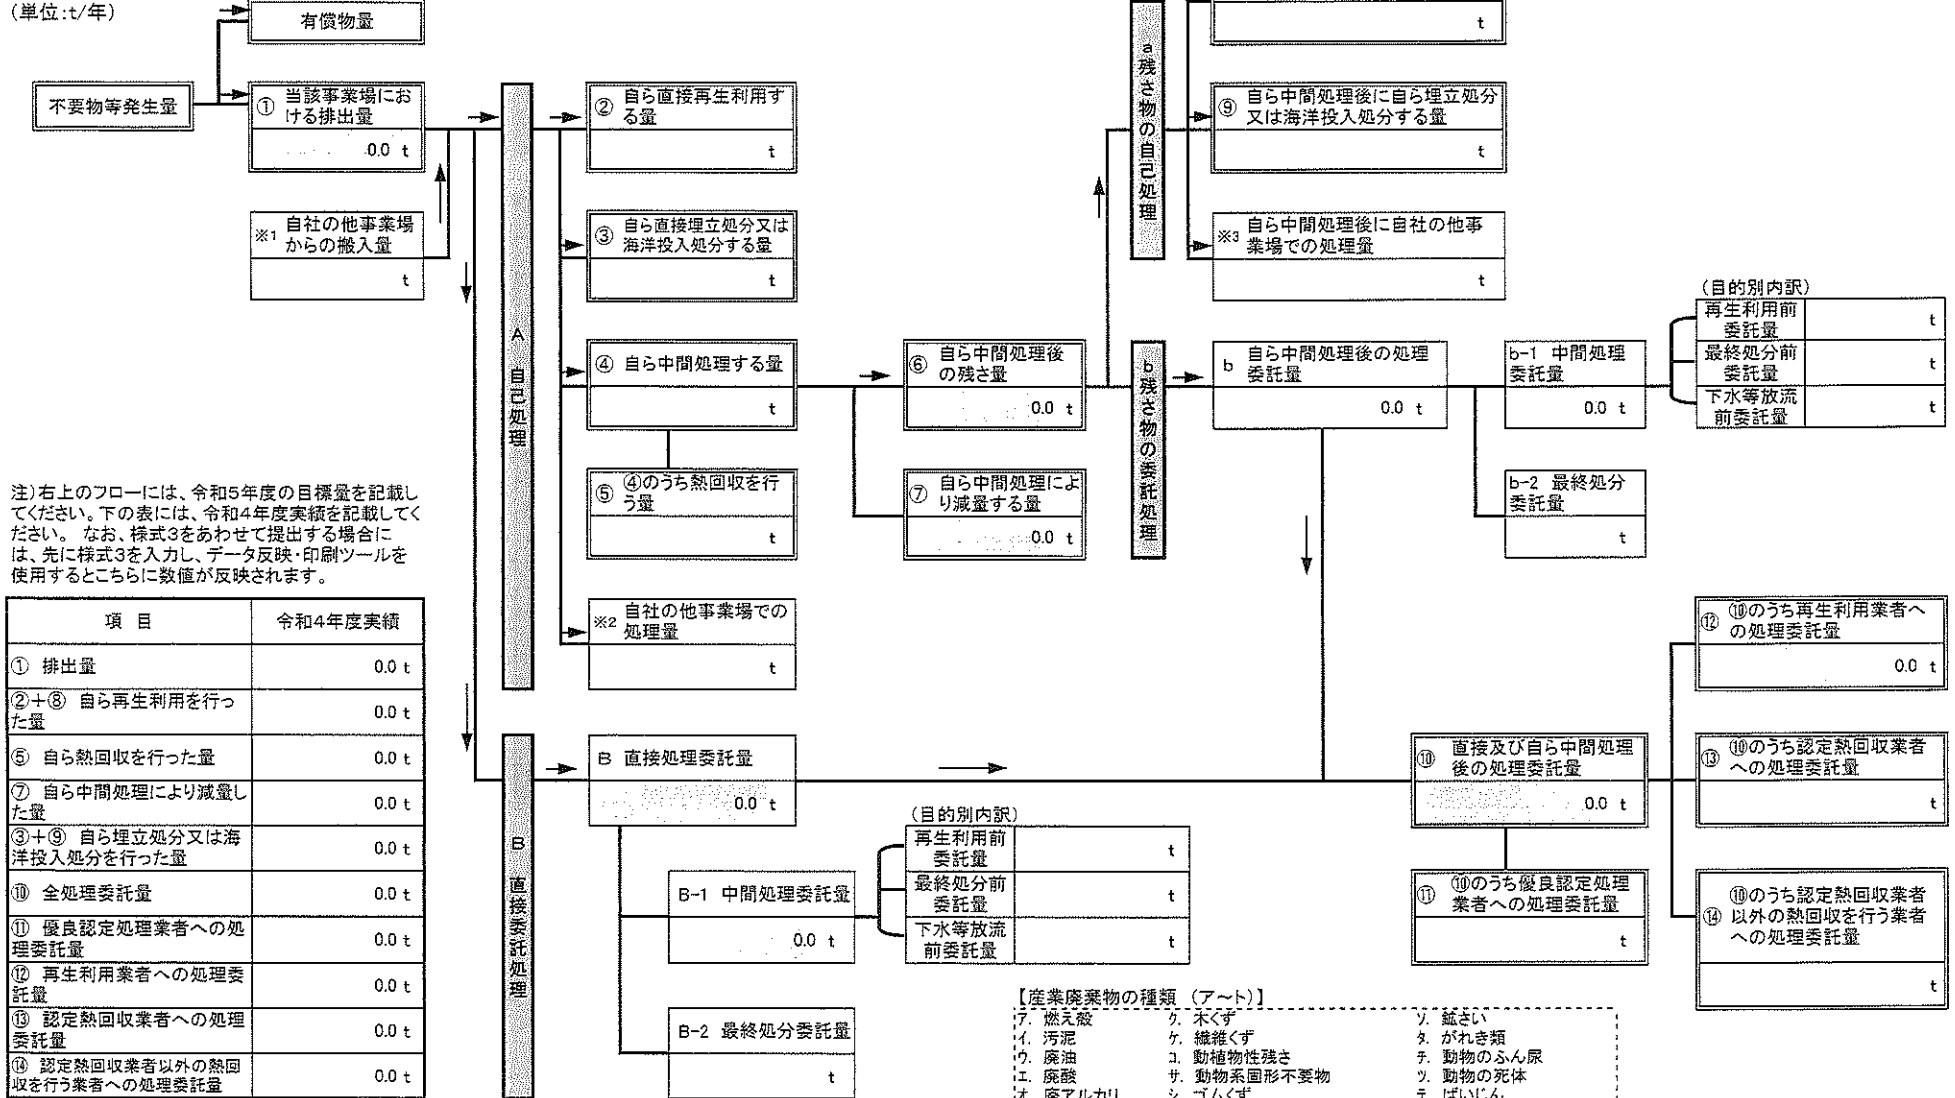 (単位:t/年)
有償物量
不要物等発生量
① 当該事業場にお
ける排出量
0.0 t
※1 自社の他事業場
からの搬入量
t
A 自己処理
② 自ら直接再生利用す
る量
t
③ 自ら直接埋立処分又は
海洋投入処分する量
t
④ 自ら中間処理する量
t
⑤ ④のうち熱回収を行
う量
t
※2 自社の他事業場での
処理量
t
⑥ 自ら中間処理後
の残さ量
0.0 t
⑦ 自ら中間処理によ
り減量する量
0.0 t
a 残さ物の自己処理
t
⑨ 自ら中間処理後に自ら埋立処分
又は海洋投入処分する量
t
※3 自ら中間処理後に自社の他事
業場での処理量
t
b 残さ物の委託処理
b 自ら中間処理後の処理
委託量
0.0 t
b-1 中間処理
委託量
0.0 t
b-2 最終処分
委託量
t
(目的別内訳)
再生利用前
委託量
t
最終処分前
委託量
t
下水等放流
前委託量
t
注)右上のフローには、令和5年度の目標量を記載し
てください。下の表には、令和4年度実績を記載してく
ださい。 なお、様式3をあわせて提出する場合に
は、先に様式3を入力し、データ反映・印刷ツールを
使用するとこちらに数値が反映されます。
項 目 令和4年度実績
① 排出量 0.0 t
②+⑧ 自ら再生利用を行っ
た量 0.0 t
⑤ 自ら熱回収を行った量 0.0 t
⑦ 自ら中間処理により減量し
た量 0.0 t
③+⑨ 自ら埋立処分又は海
洋投入処分を行った量 0.0 t
⑩ 全処理委託量 0.0 t
⑪ 優良認定処理業者への処
理委託量 0.0 t
⑫ 再生利用業者への処理委
託量 0.0 t
⑬ 認定熱回収業者への処理
委託量 0.0 t
⑭ 認定熱回収業者以外の熱回
収を行う業者への処理委託量 0.0 t
B 直接委託処理
B 直接処理委託量
0.0 t
B-1 中間処理委託量
0.0 t
B-2 最終処分委託量
t
(目的別内訳)
再生利用前
委託量
t
最終処分前
委託量
t
下水等放流
前委託量
t
⑩ 直接及び自ら中間処理
後の処理委託量
0.0 t
⑪ ⑩のうち優良認定処理
業者への処理委託量
t
⑫ ⑩のうち再生利用業者へ
の処理委託量
0.0 t
⑬ ⑩のうち認定熱回収業者
への処理委託量
t
⑭ ⑩のうち認定熱回収業者
以外の熱回収を行う業者
への処理委託量
t
【産業廃棄物の種類 (ア~ト)】
ア. 燃え殻 ク. 木くず ソ. 鉱さい
イ. 汚泥 ケ. 繊維くず タ. がれき類
ウ. 廃油 コ. 動植物性残さ チ. 動物のふん尿
エ. 廃酸 サ. 動物系固形不要物 ツ. 動物の死体
オ. 廃アルカリ シ. ゴムくず テ. ばいじん